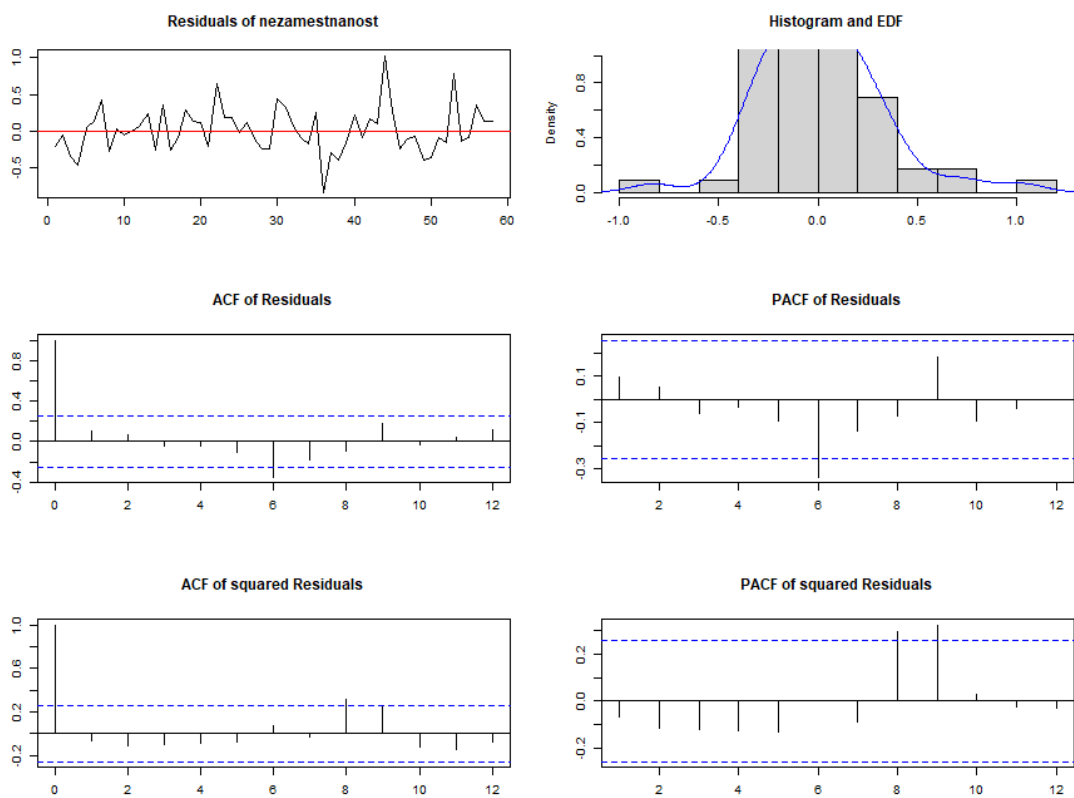 Residuals of nezamestnanost
1.0
0.5
0.0
-0.5
0 10 20 30 40 50 60
Histogram and EDF
Density
0.8
0.4
0.0
-1.0 -0.5 0.0 0.5 1.0
ACF of Residuals
0.8
0.4
0.0
-0.4
0 2 4 6 8 10 12
PACF of Residuals
0.1
-0.1
-0.3
2 4 6 8 10 12
ACF of squared Residuals
1.0
0.6
0.2
-0.2
0 2 4 6 8 10 12
PACF of squared Residuals
0.2
0.0
-0.2
2 4 6 8 10 12